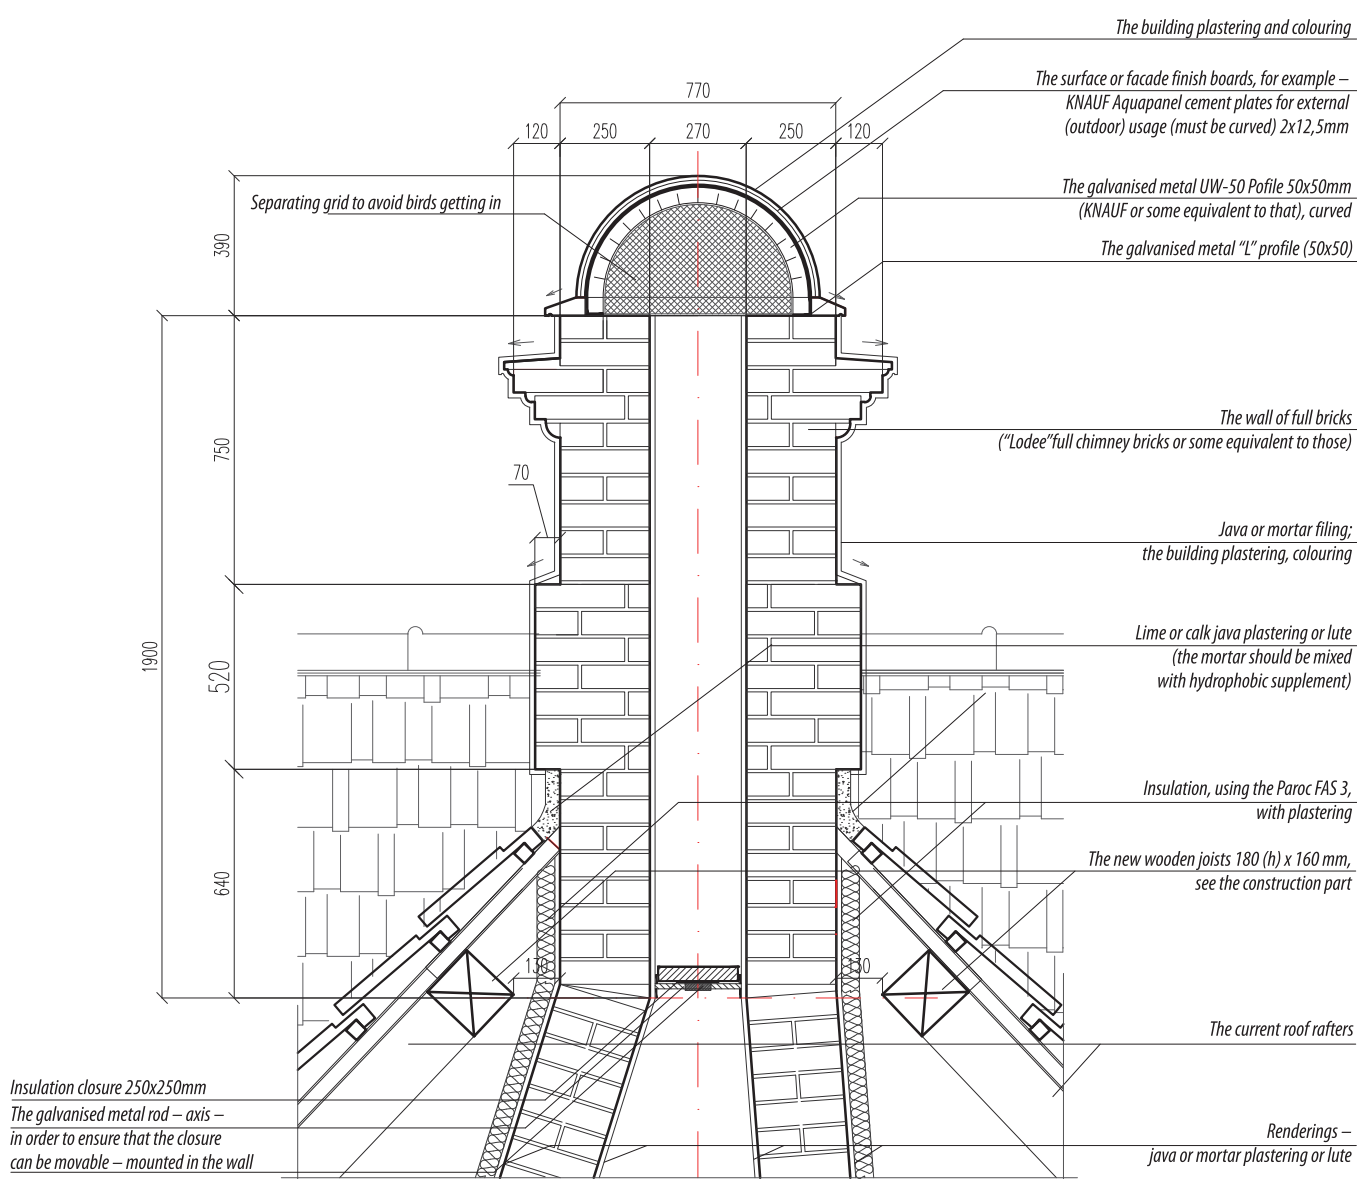 The building plastering and colouring
The surface or facade finish boards, for example –
KNAUF Aquapanel cement plates for external
(outdoor) usage (must be curved) 2x12,5mm
770
120
250
270
250
120
The galvanised metal UW-50 Pofile 50x50mm
(KNAUF or some equivalent to that), curved
Separating grid to avoid birds getting in
390
The galvanised metal “L” profile (50x50)
The wall of full bricks
(“Lodee”full chimney bricks or some equivalent to those)
750
70
Java or mortar filing;
the building plastering, colouring
Lime or calk java plastering or lute
(the mortar should be mixed
with hydrophobic supplement)
1900
520
Insulation, using the Paroc FAS 3,
with plastering
The new wooden joists 180 (h) x 160 mm,
see the construction part
640
130
130
The current roof rafters
Insulation closure 250x250mm
The galvanised metal rod – axis –
in order to ensure that the closure
can be movable – mounted in the wall
Renderings –
java or mortar plastering or lute